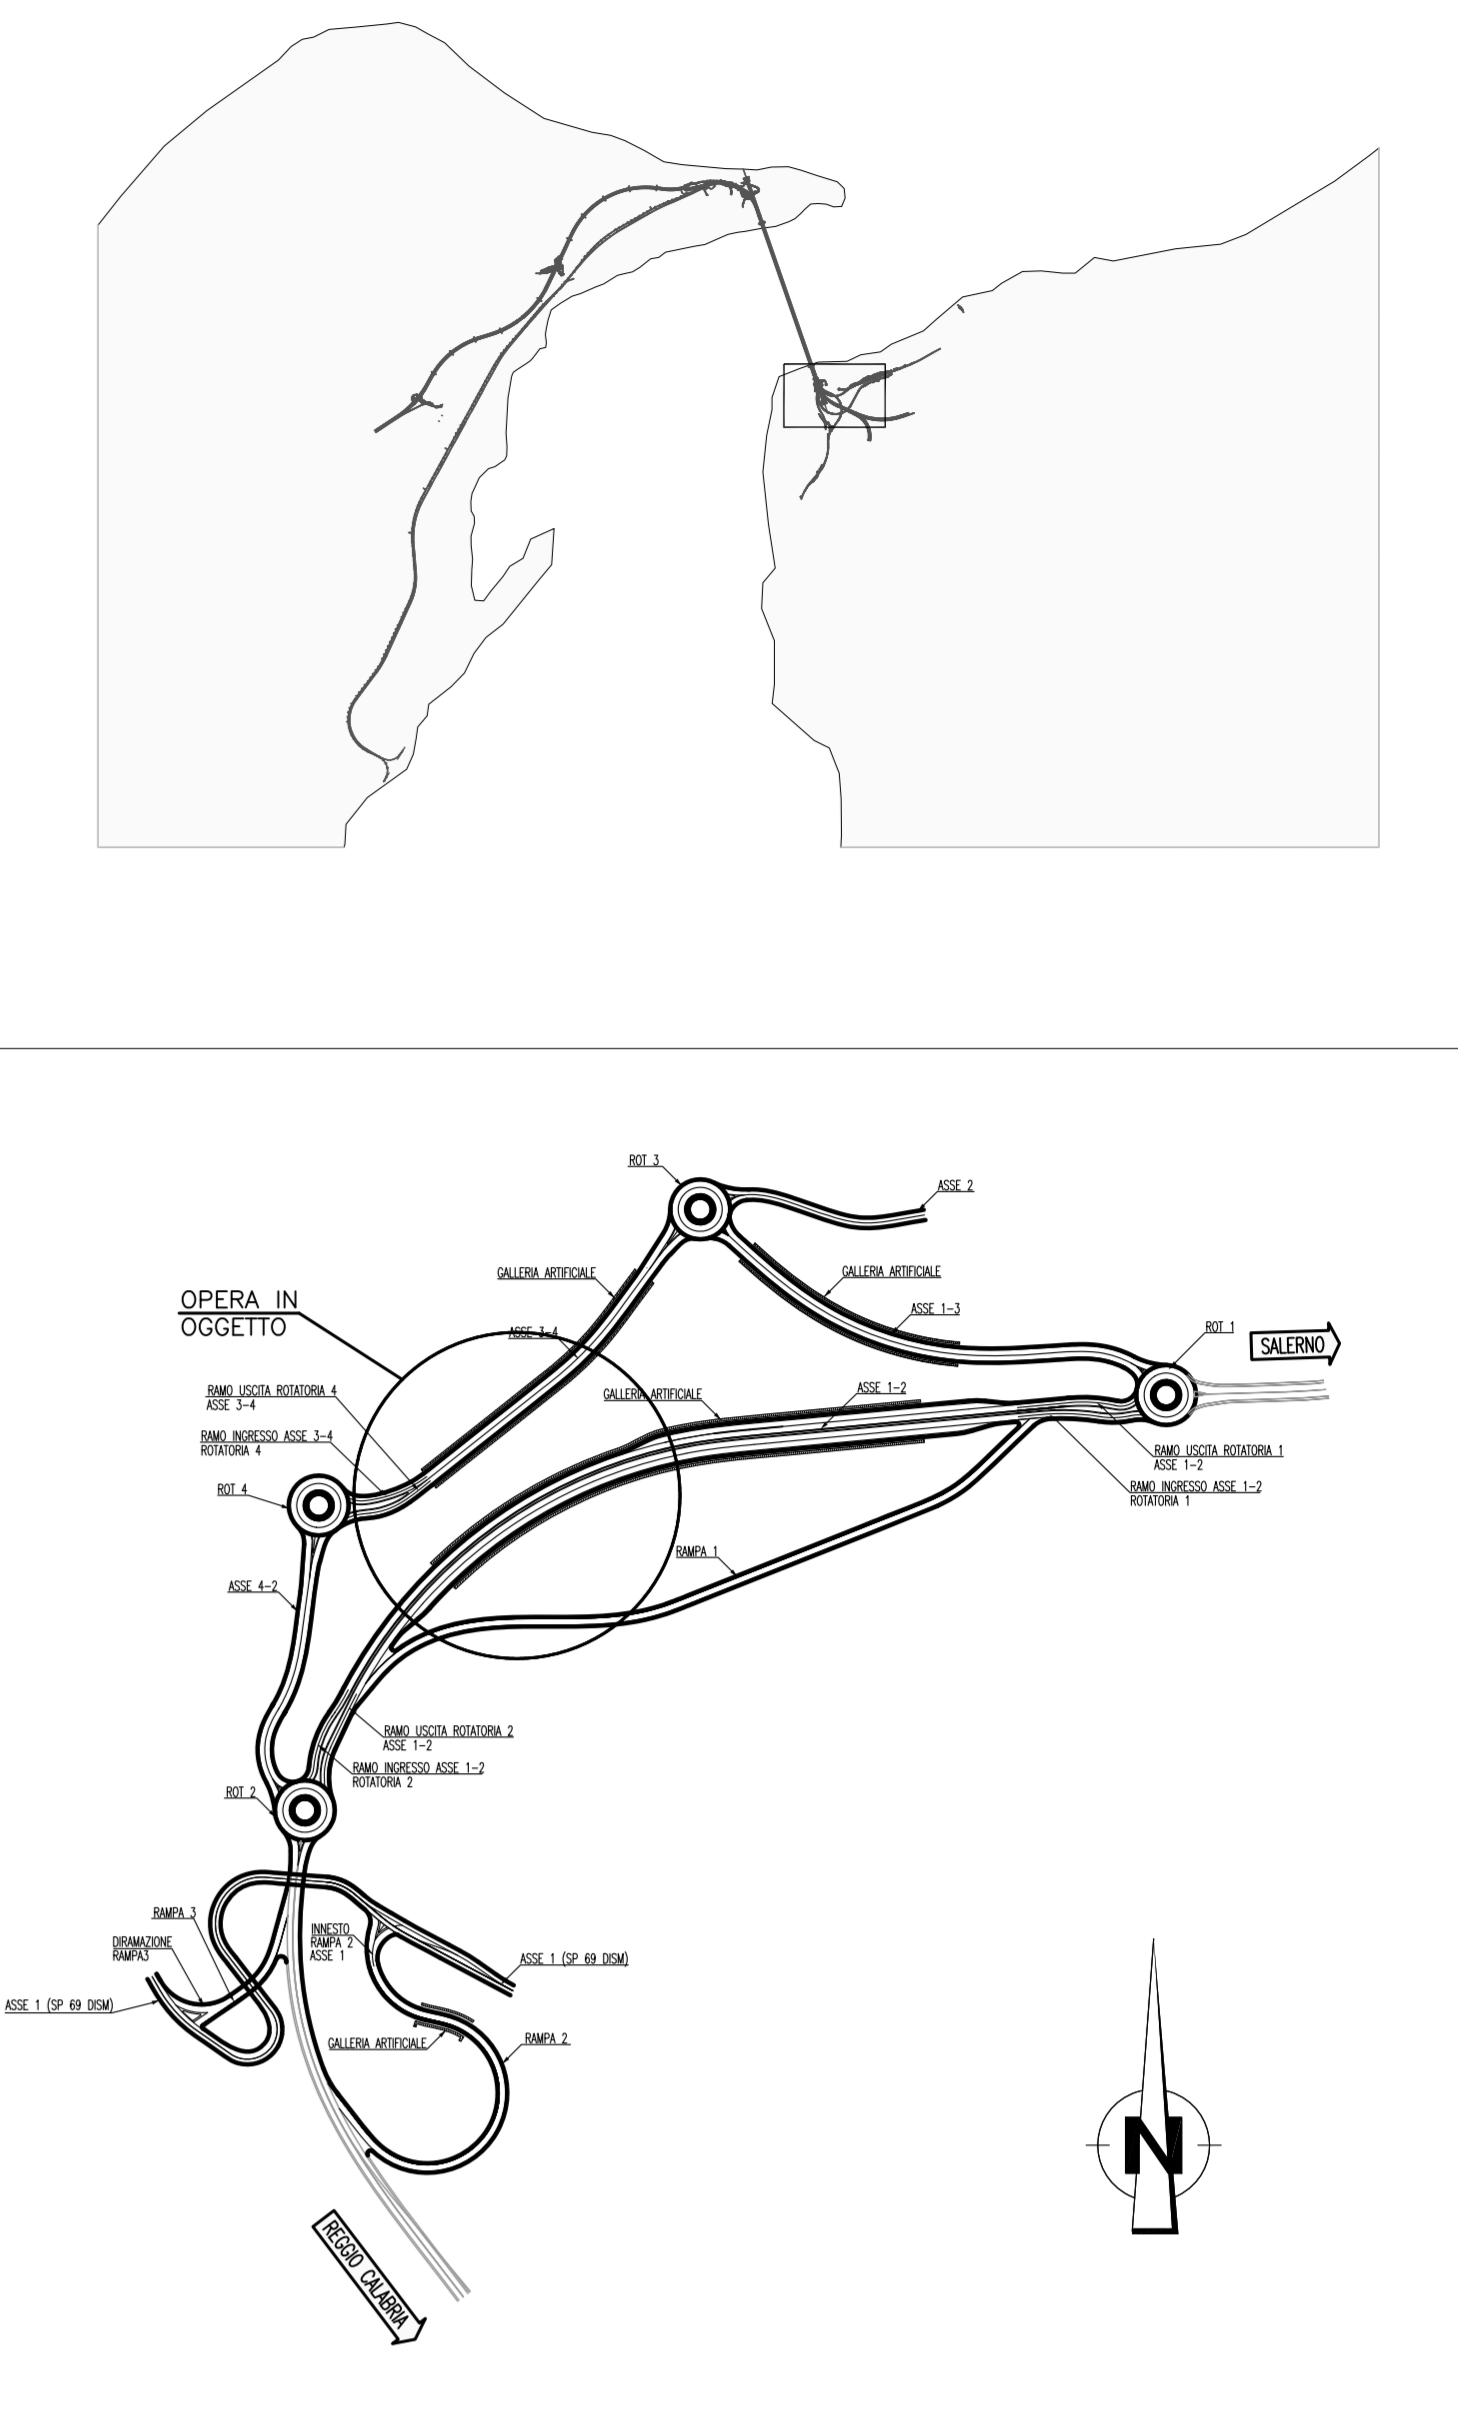 ROT 3
ASSE 2
GALLERIA ARTIFICIALE
GALLERIA ARTIFICIALE
OPERA IN
OGGETTO
ASSE 1-3
ROT 1
SALERNO
ASSE 3-4
RAMO USCITA ROTATORIA 4
ASSE 3-4
GALLERIA ARTIFICIALE
ASSE 1-2
RAMO INGRESSO ASSE 3-4
ROTATORIA 4
RAMO USCITA ROTATORIA 1
ASSE 1-2
ROT 4
RAMO INGRESSO ASSE 1-2
ROTATORIA 1
RAMPA 1
ASSE 4-2
RAMO USCITA ROTATORIA 2
ASSE 1-2
RAMO INGRESSO ASSE 1-2
ROTATORIA 2
ROT 2
RAMPA 3
INNESTO
RAMPA 2
ASSE 1
DIRAMAZIONE
RAMPA3
ASSE 1 (SP 69 DISM)
ASSE 1 (SP 69 DISM)
GALLERIA ARTIFICIALE
RAMPA 2
N
REGGIO CALABRIA